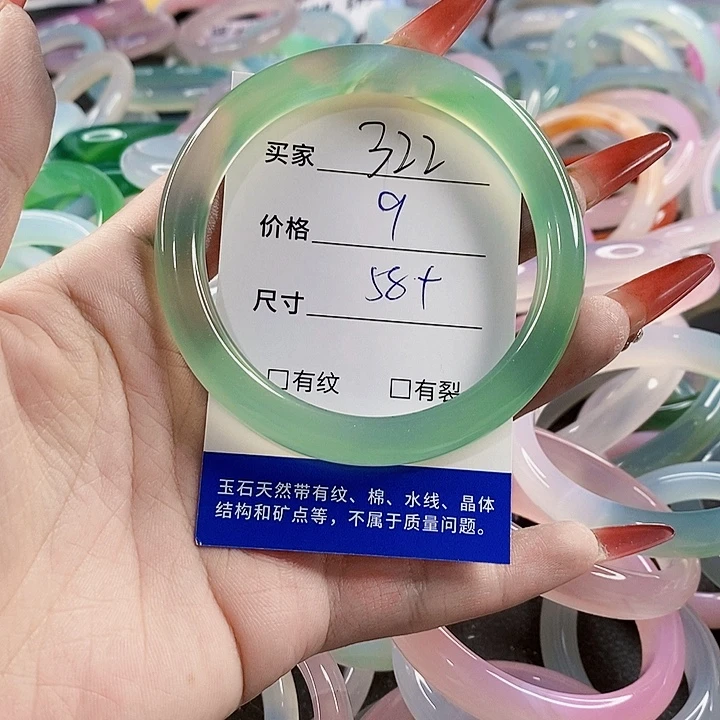 买家 322
价格 9
尺寸 58+
□有纹 □有裂
玉石天然带有纹、棉、水线、晶体
结构和矿点等，不属于质量问题。